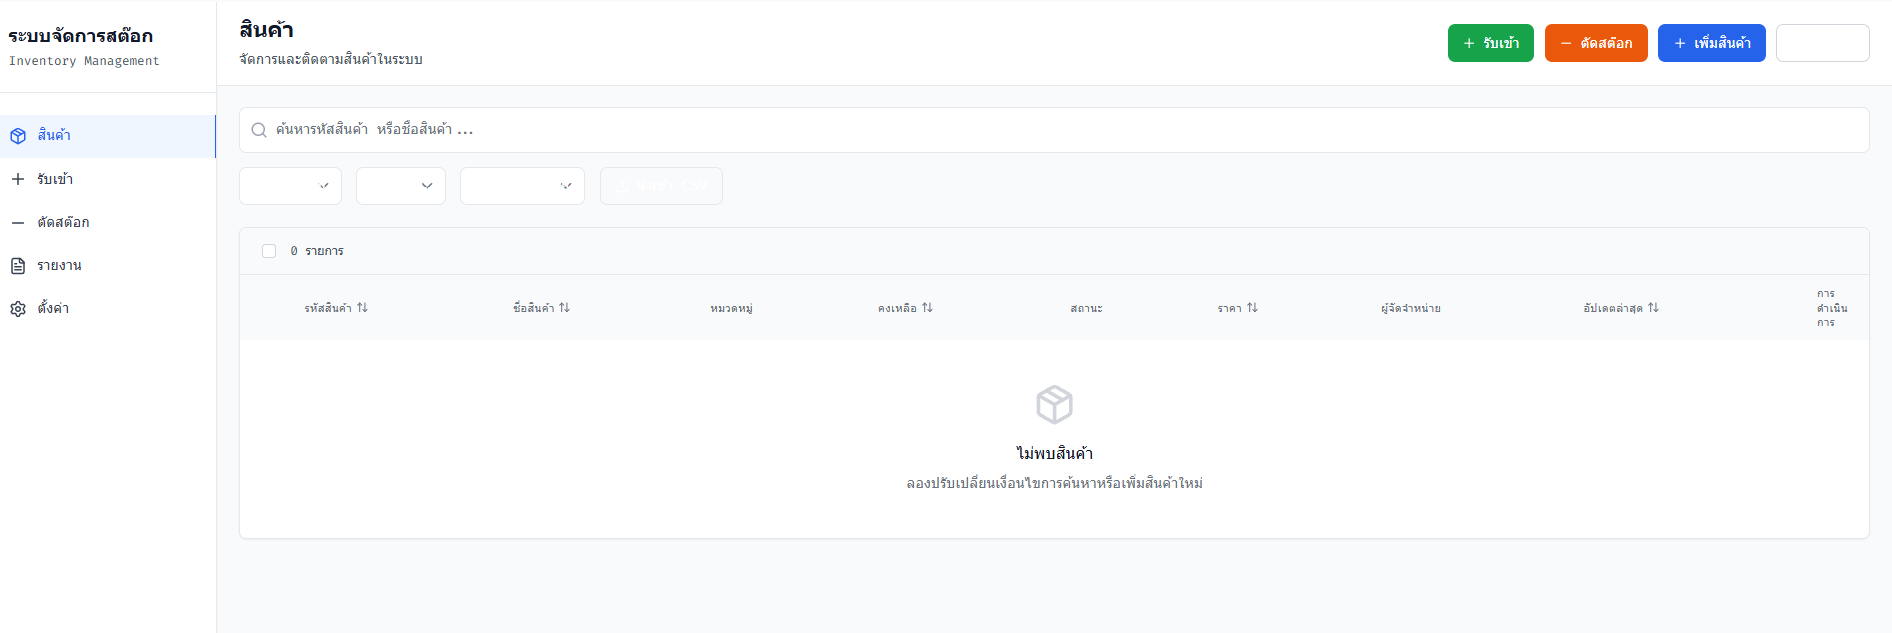 ระบบจัดการสต๊อก
Inventory Management
สินค้า
รับเข้า
ตัดสต๊อก
รายงาน
ตั้งค่า
สินค้า
จัดการและติดตามสินค้าในระบบ
รับเข้า
ตัดสต๊อก
เพิ่มสินค้า
ค้นหารหัสสินค้า หรือชื่อสินค้า ...
นำเข้า CSV
0 รายการ
รหัสสินค้า
ชื่อสินค้า
หมวดหมู่
คงเหลือ
สถานะ
ราคา
ผู้จัดจำหน่าย
อัปเดตล่าสุด
การ
ดำเนิน
การ
ไม่พบสินค้า
ลองปรับเปลี่ยนเงื่อนไขการค้นหาหรือเพิ่มสินค้าใหม่